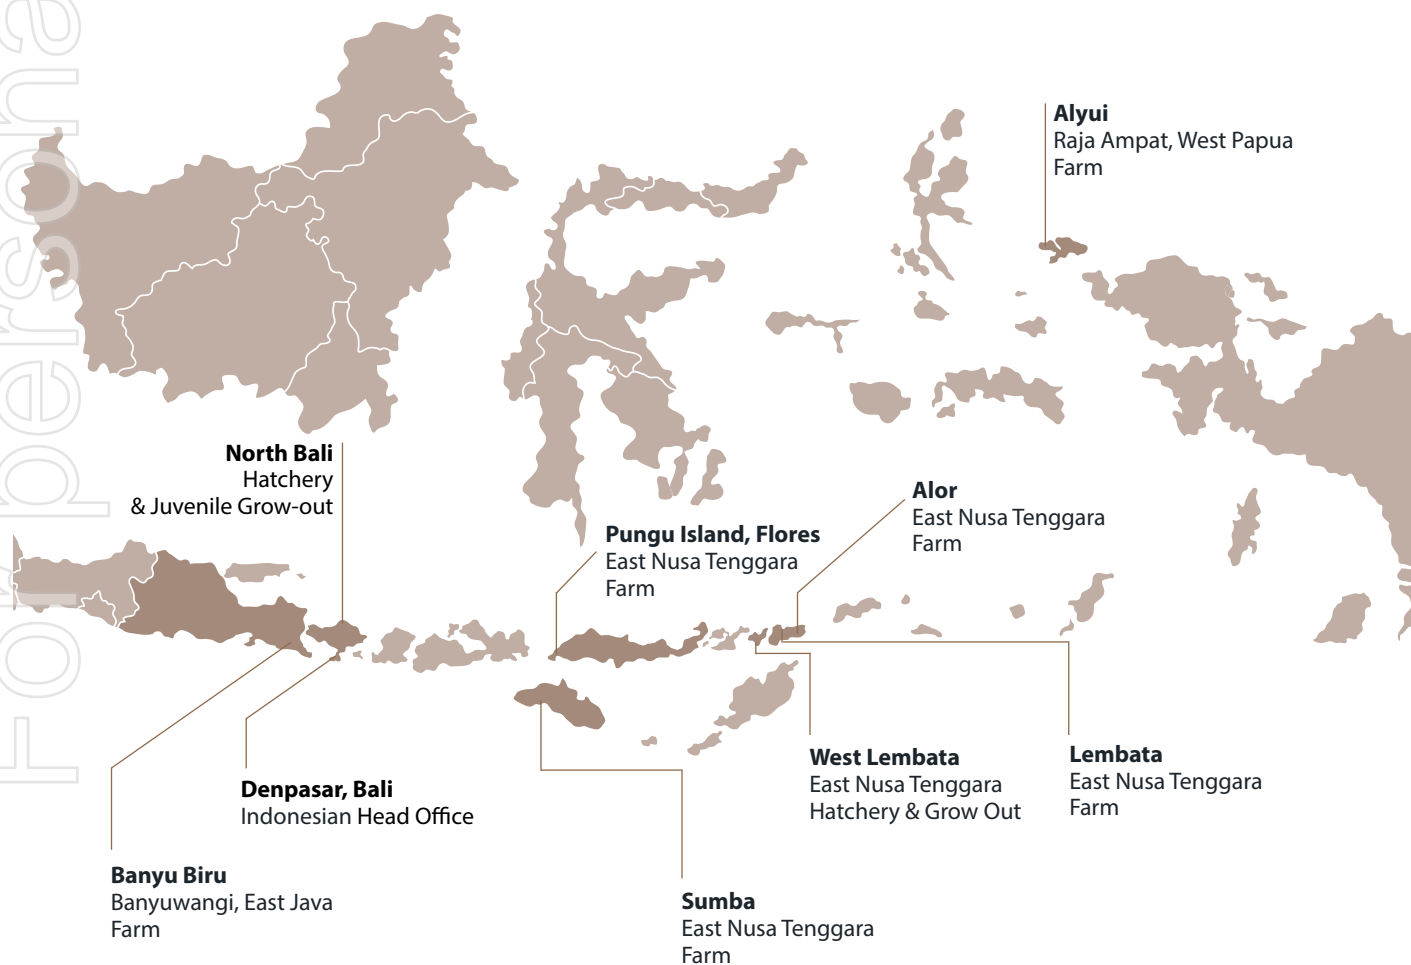 For persona
Alyui
Raja Ampat, West Papua
Farm
North Bali
Hatchery
& Juvenile Grow-out
Alor
East Nusa Tenggara
Farm
Pungu Island, Flores
East Nusa Tenggara
Farm
West Lembata
East Nusa Tenggara
Hatchery & Grow Out
Lembata
East Nusa Tenggara
Farm
Denpasar, Bali
Indonesian Head Office
Banyu Biru
Banyuwangi, East Java
Farm
Sumba
East Nusa Tenggara
Farm